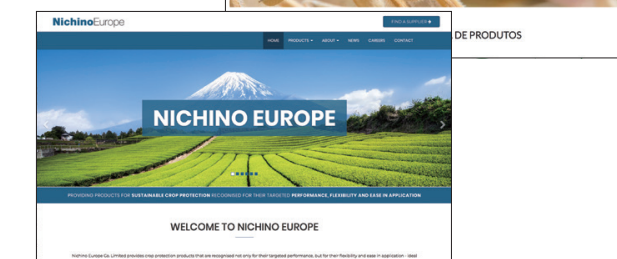 NichinoEurope
FIND A SUPPLIER
HOME PRODUCTS ABOUT NEWS CAREERS CONTACT
DE PRODUTOS
NICHINO EUROPE
PROVIDING PRODUCTS FOR SUSTAINABLE CROP PROTECTION RECOGNISED FOR THEIR TARGETED PERFORMANCE, FLEXIBILITY AND EASE IN APPLICATION
WELCOME TO NICHINO EUROPE
Nichino Europe Co. Limited provides crop protection products that are recognised not only for their targeted performance, but for their flexibility and ease in application - ideal